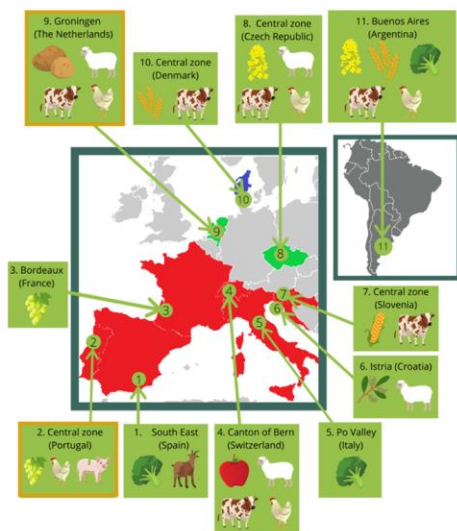 9. Groningen
(The Netherlands)
10. Central zone
(Denmark)
8. Central zone
(Czech Republic)
11. Buenos Aires
(Argentina)
3. Bordeaux
(France)
7. Central zone
(Slovenia)
6. Istria (Croatia)
2. Central zone
(Portugal)
1. South East
(Spain)
4. Canton of Bern
(Switzerland)
5. Po Valley
(Italy)
10
9
8
11
4
7
3
6
5
2
1